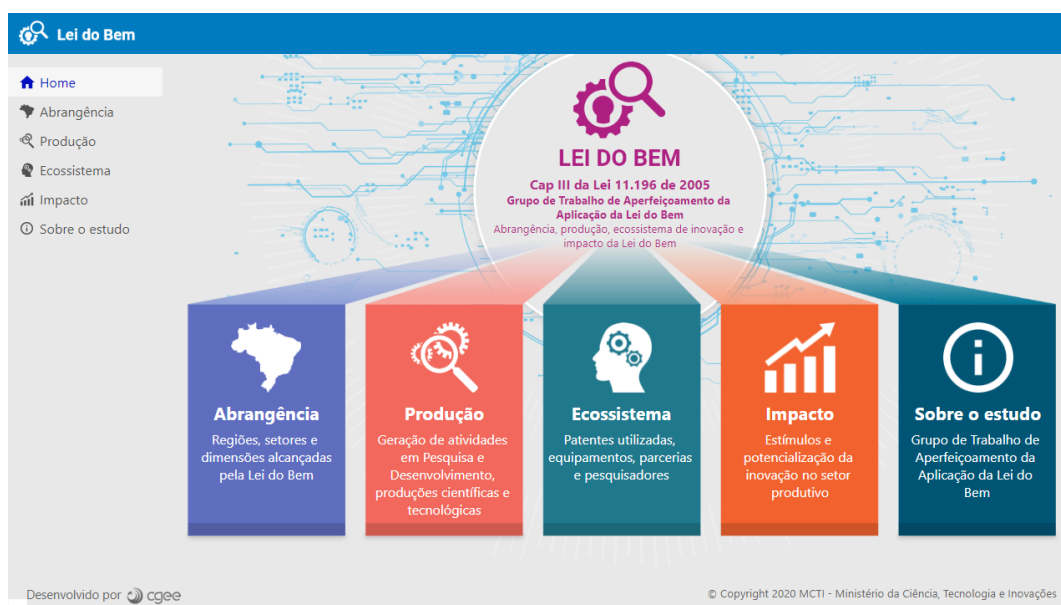 Lei do Bem
Home
Abrangência
Produção
Ecossistema
Impacto
Sobre o estudo
LEI DO BEM
Cap III da Lei 11.196 de 2005
Grupo de Trabalho de Aperfeiçoamento da
Aplicação da Lei do Bem
Abrangência, produção, ecossistema de inovação e
impacto da Lei do Bem
Abrangência
Regiões, setores e
dimensões alcançadas
pela Lei do Bem
Produção
Geração de atividades
em Pesquisa e
Desenvolvimento,
produções científicas e
tecnológicas
Ecossistema
Patentes utilizadas,
equipamentos, parcerias
e pesquisadores
Impacto
Estímulos e
potencialização da
inovação no setor
produtivo
Sobre o estudo
Grupo de Trabalho de
Aperfeiçoamento da
Aplicação da Lei do
Bem
Desenvolvido por cgee
© Copyright 2020 MCTI - Ministério da Ciência, Tecnologia e Inovações